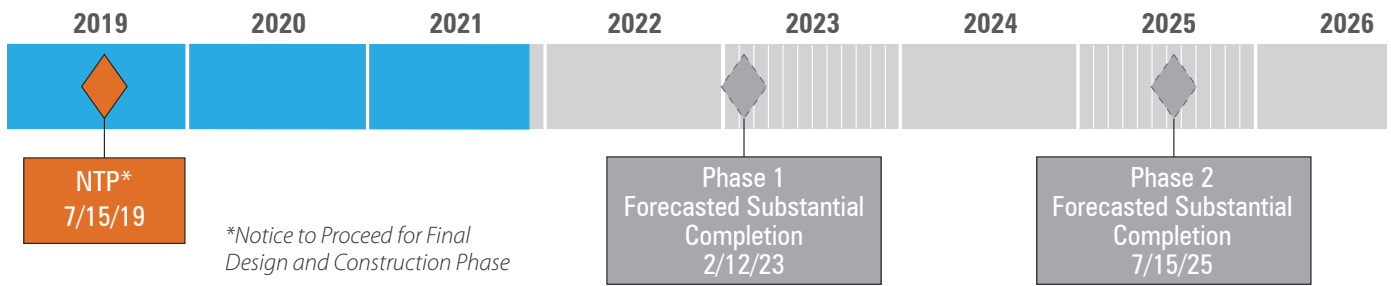 2019 2020 2021 2022 2023 2024 2025 2026
NTP*
7/15/19
*Notice to Proceed for Final
Design and Construction Phase
Phase 1
Forecasted Substantial
Completion
2/12/23
Phase 2
Forecasted Substantial
Completion
7/15/25